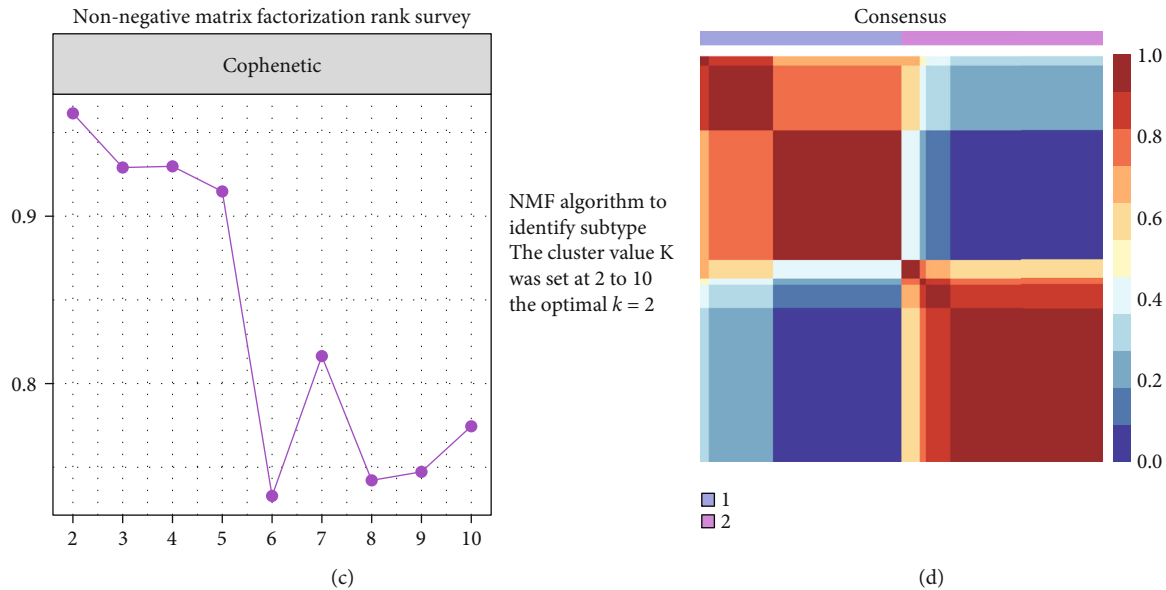 Non-negative matrix factorization rank survey
Cophenetic
0.9
0.8
2 3 4 5 6 7 8 9 10
(c)
NMF algorithm to
identify subtype
The cluster value K
was set at 2 to 10
the optimal k = 2
Consensus
1.0
0.8
0.6
0.4
0.2
0.0
1
2
(d)